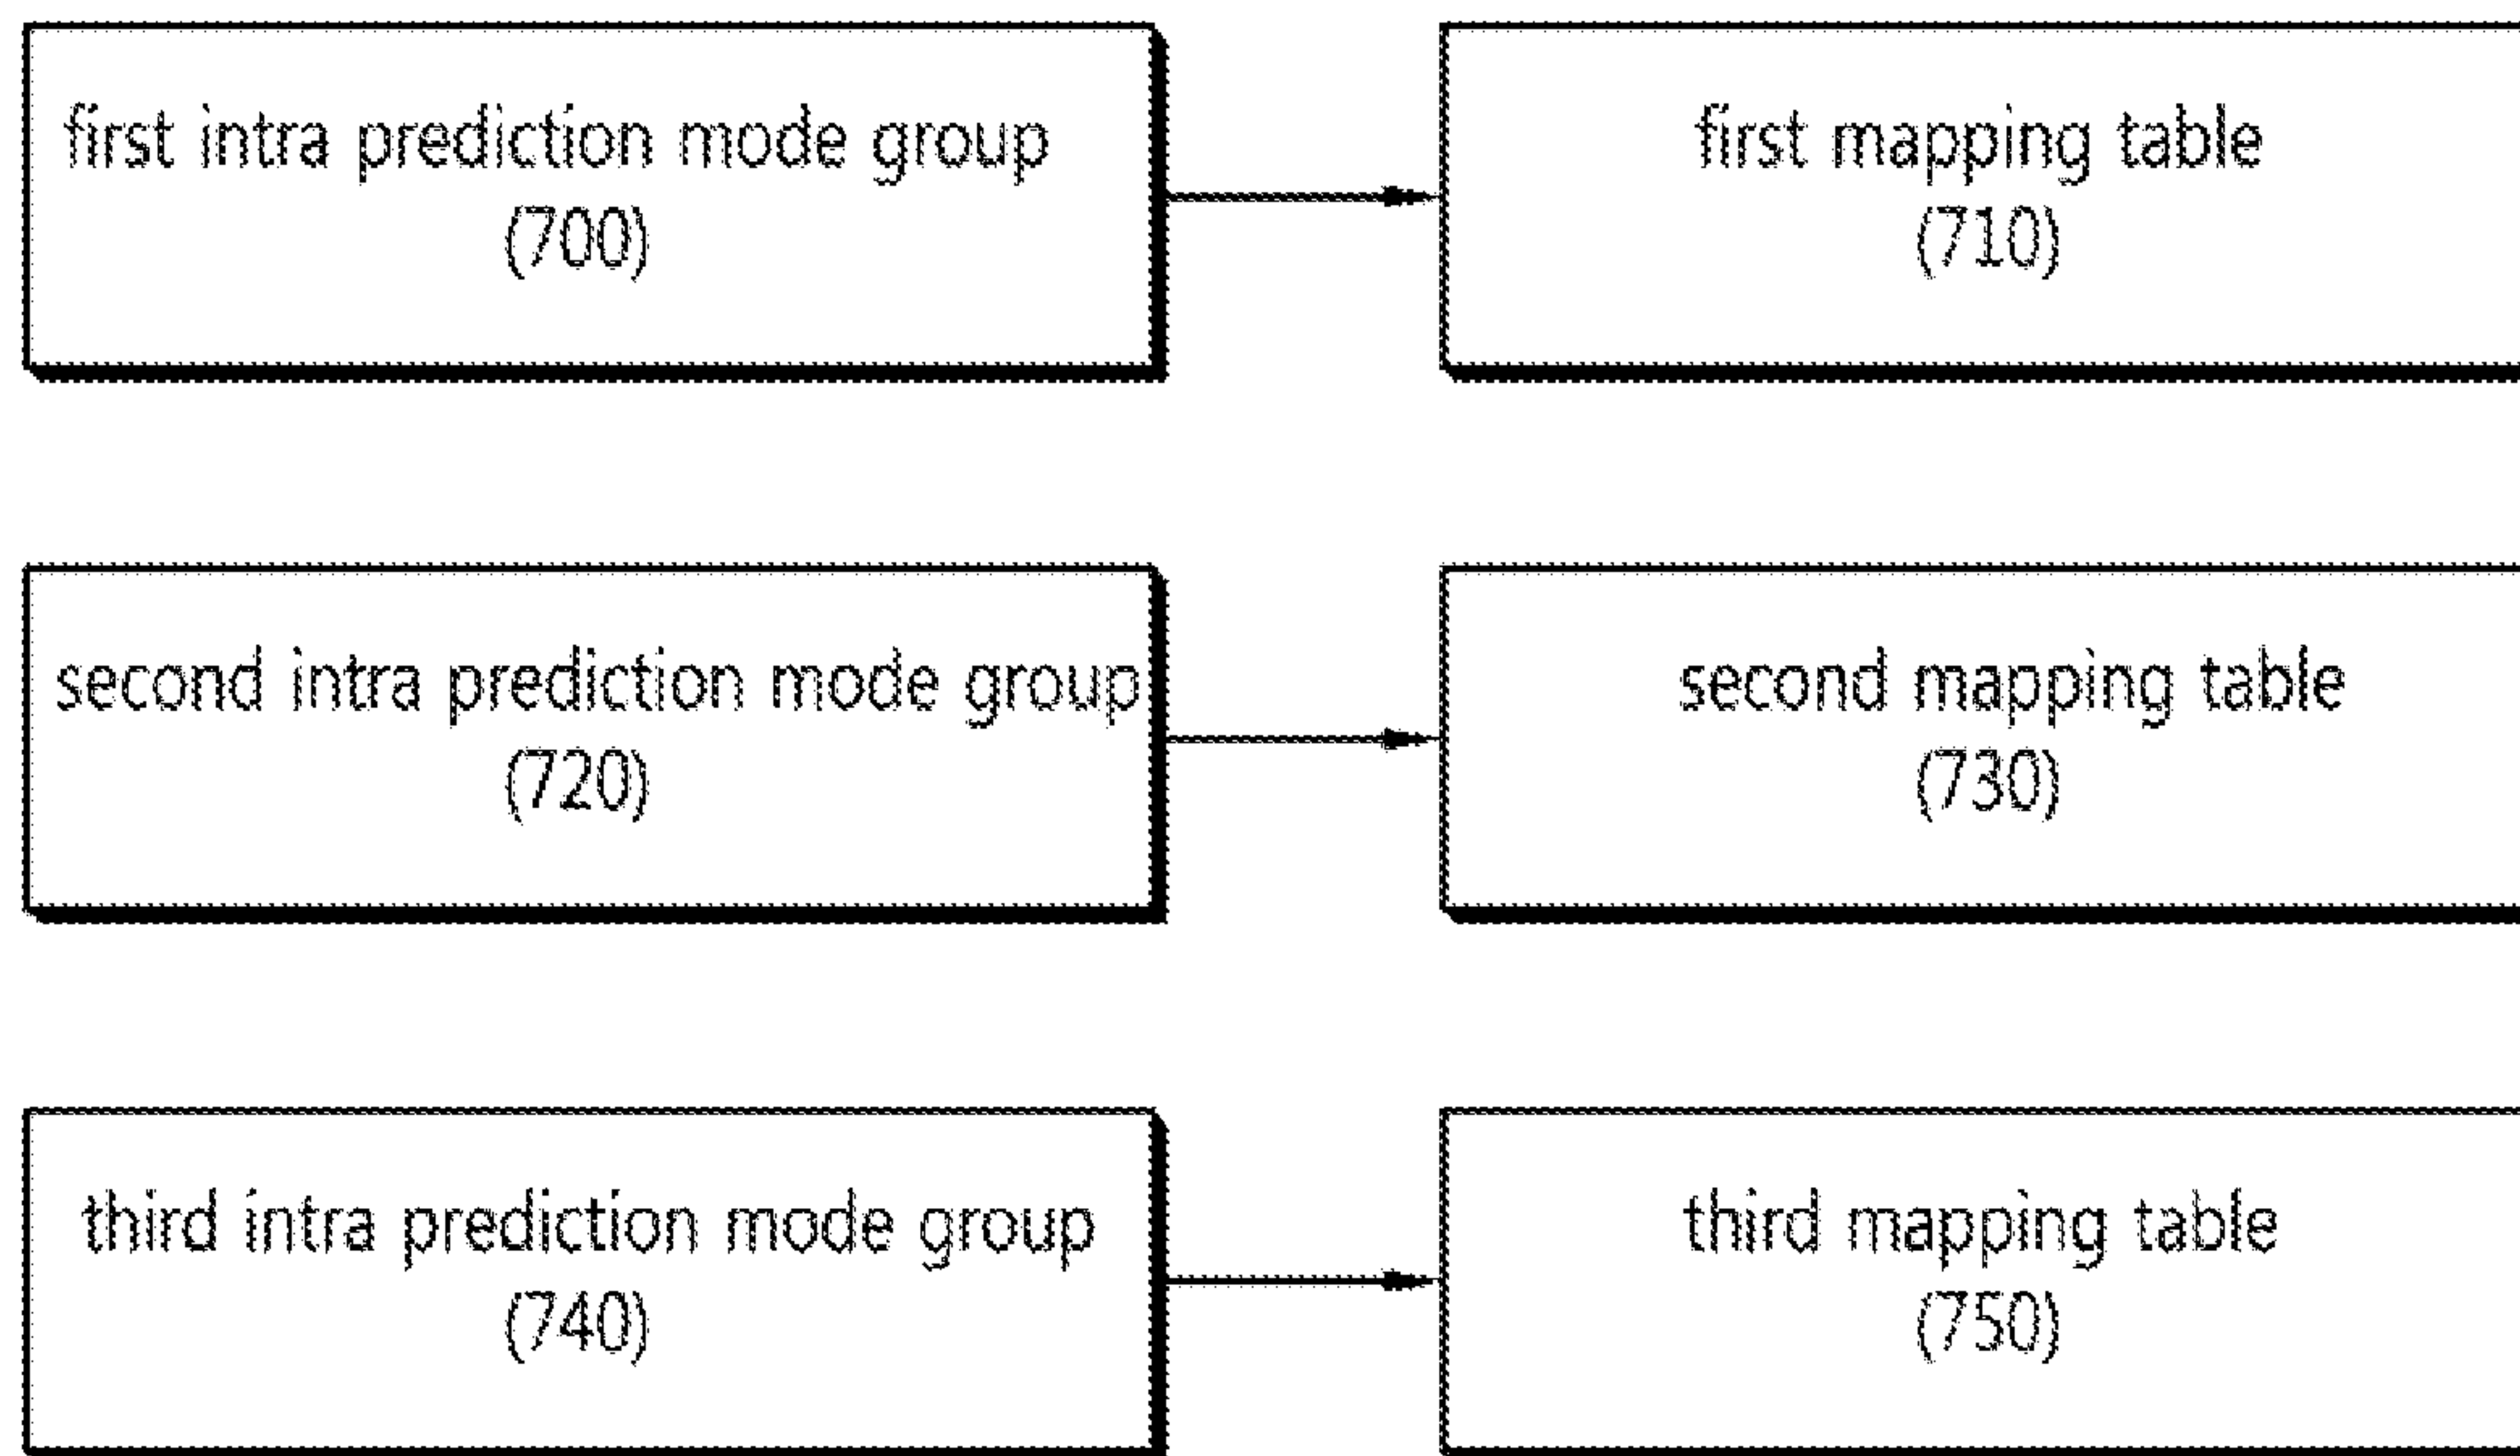 first intra prediction mode group
(700)
first mapping table
(710)
second intra prediction mode group
(720)
second mapping table
(730)
third intra prediction mode group
(740)
third mapping table
(750)